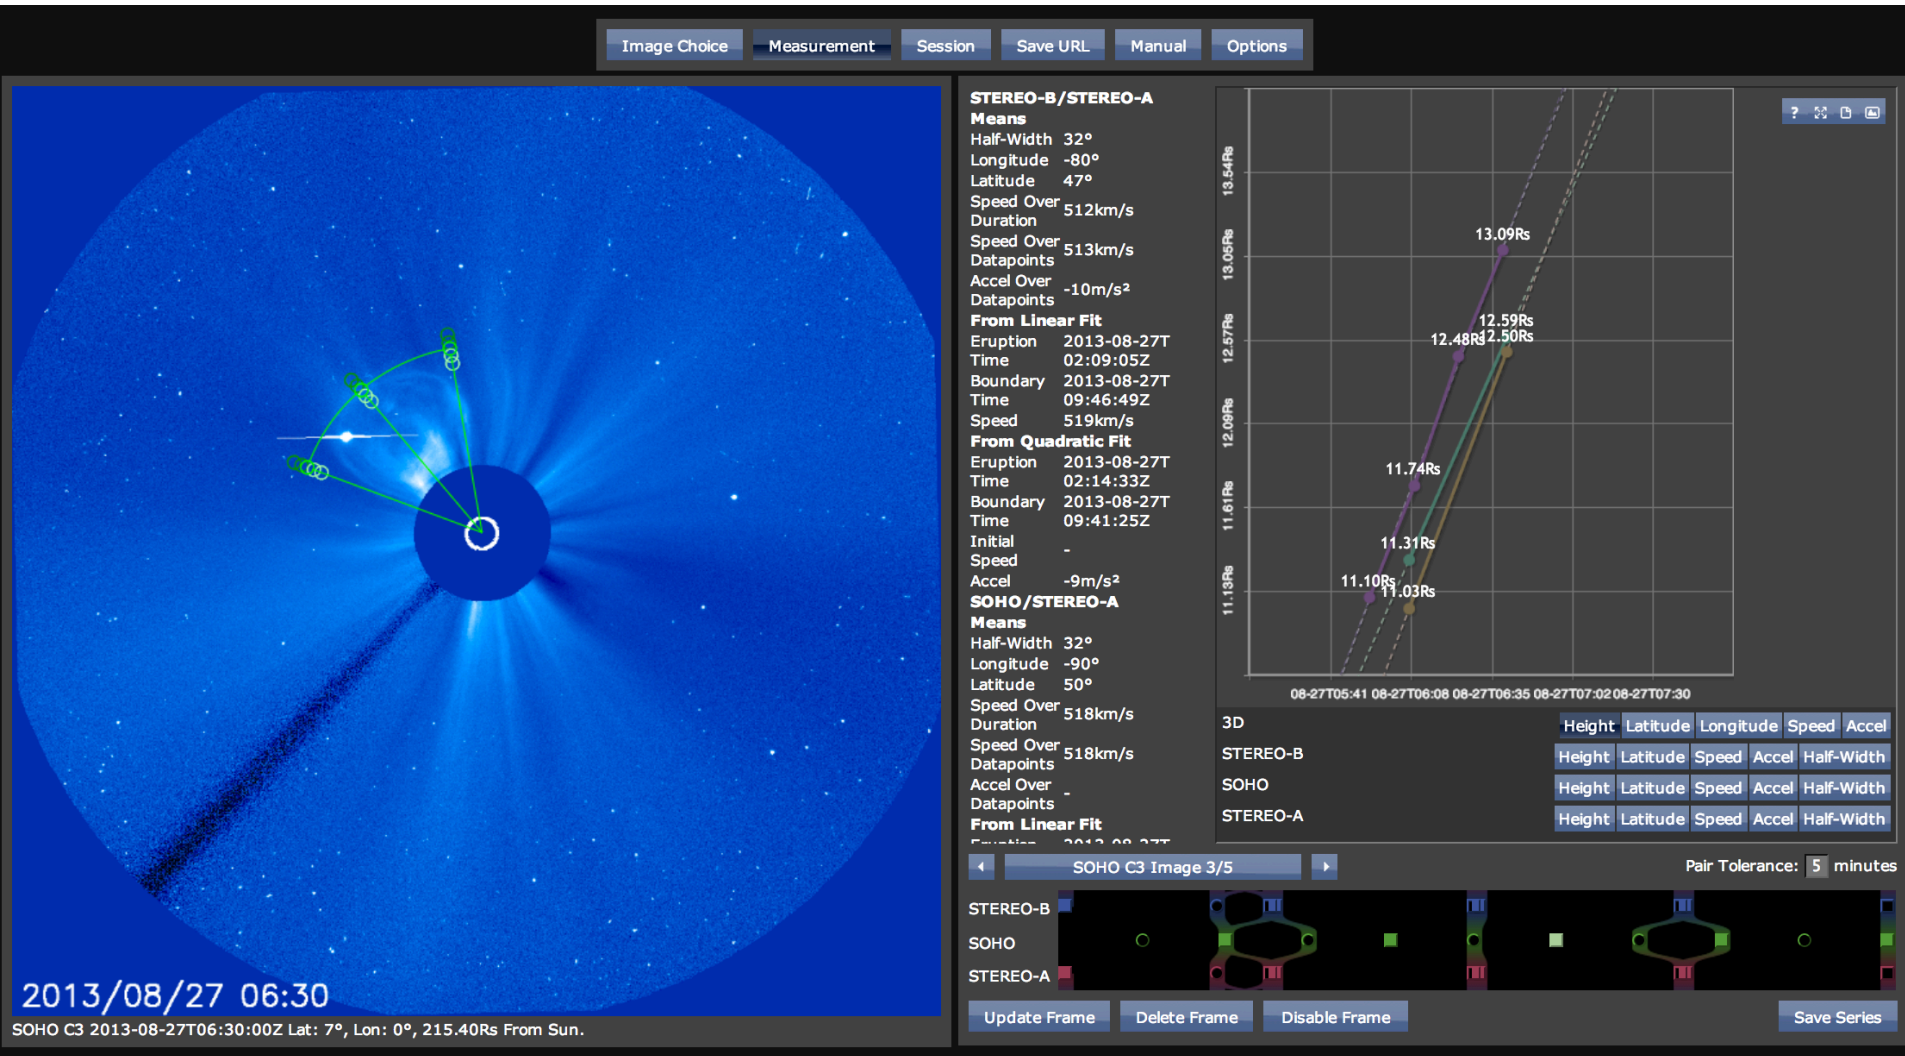 Image Choice Measurement Session Save URL Manual Options
STEREO-B/STEREO-A
Means
Half-Width 32°
Longitude -80°
Latitude 47°
Speed Over Duration 512km/s
Speed Over Datapoints 513km/s
Accel Over Datapoints -10m/s²
From Linear Fit
Eruption Time 2013-08-27T 02:09:05Z
Boundary Time 2013-08-27T 09:46:49Z
Speed 519km/s
From Quadratic Fit
Eruption Time 2013-08-27T 02:14:33Z
Boundary Time 2013-08-27T 09:41:25Z
Initial Speed -
Accel -9m/s²
SOHO/STEREO-A
Means
Half-Width 32°
Longitude -90°
Latitude 50°
Speed Over Duration 518km/s
Speed Over Datapoints 518km/s
Accel Over Datapoints -
From Linear Fit
?
13.54Rs
13.05Rs
12.57Rs
12.09Rs
11.61Rs
11.13Rs
13.09Rs
12.59Rs
12.48Rs 12.50Rs
11.74Rs
11.31Rs
11.10Rs
11.03Rs
08-27T05:41 08-27T06:08 08-27T06:35 08-27T07:02 08-27T07:30
3D Height Latitude Longitude Speed Accel
STEREO-B Height Latitude Speed Accel Half-Width
SOHO Height Latitude Speed Accel Half-Width
STEREO-A Height Latitude Speed Accel Half-Width
SOHO C3 Image 3/5 Pair Tolerance: 5 minutes
STEREO-B
SOHO
STEREO-A
Update Frame Delete Frame Disable Frame Save Series
2013/08/27 06:30
SOHO C3 2013-08-27T06:30:00Z Lat: 7°, Lon: 0°, 215.40Rs From Sun.